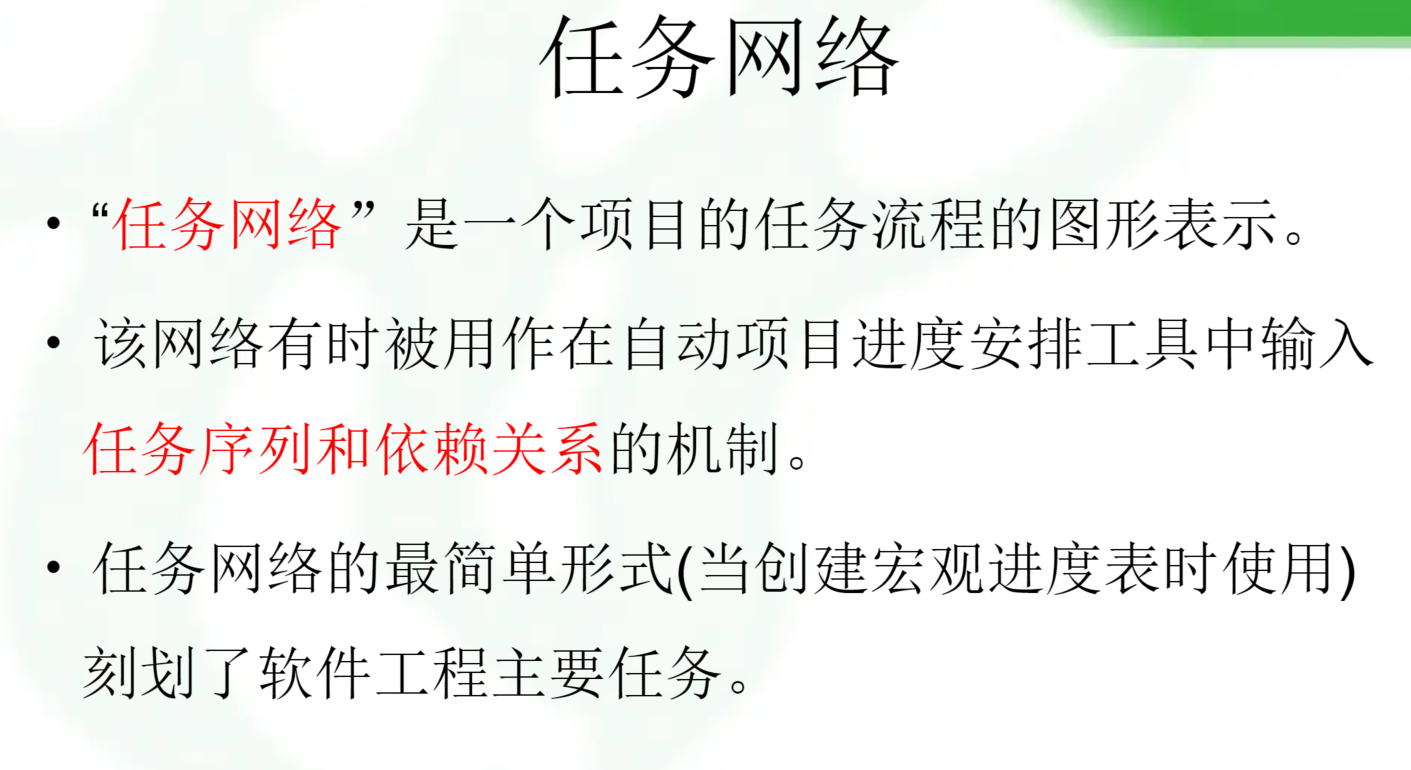 任务网络
• “任务网络”是一个项目的任务流程的图形表示。
• 该网络有时被用作在自动项目进度安排工具中输入
任务序列和依赖关系的机制。
• 任务网络的最简单形式(当创建宏观进度表时使用)
刻划了软件工程主要任务。